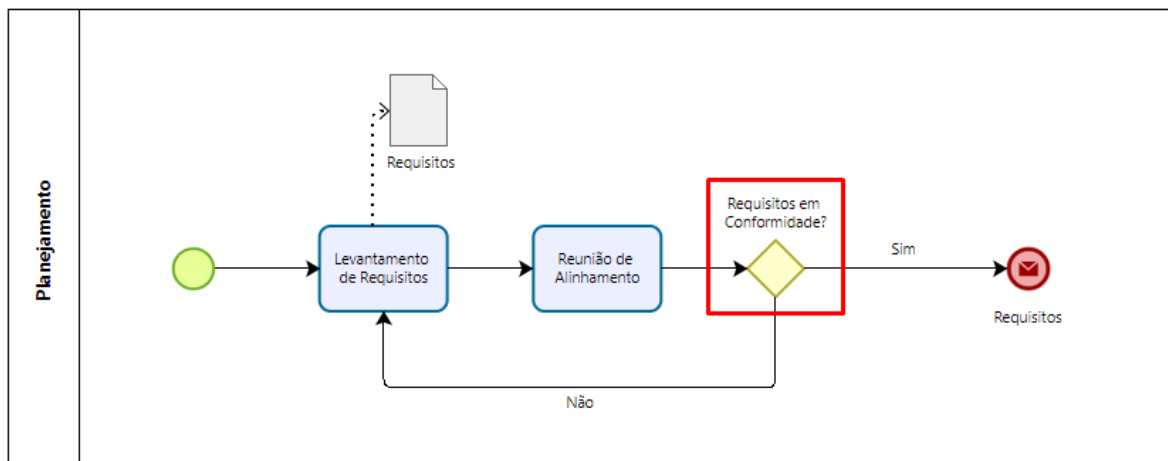 Planejamento
Requisitos
Levantamento
de Requisitos
Reunião de
Alinhamento
Requisitos em
Conformidade?
Sim
Requisitos
Não